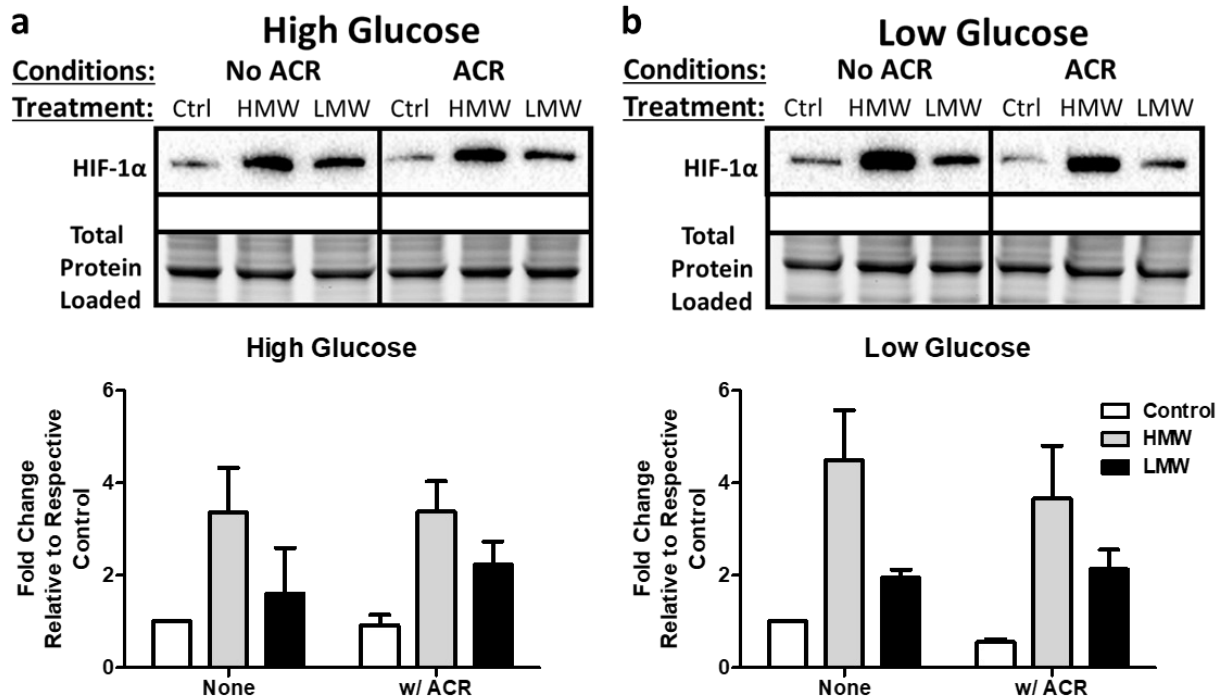 a
High Glucose
Conditions: No ACR ACR
Treatment: Ctrl HMW LMW Ctrl HMW LMW
HIF-1α
Total
Protein
Loaded
High Glucose
Fold Change
Relative to Respective
Control
6
4
2
0
None w/ ACR
b
Low Glucose
Conditions: No ACR ACR
Treatment: Ctrl HMW LMW Ctrl HMW LMW
HIF-1α
Total
Protein
Loaded
Low Glucose
Fold Change
Relative to Respective
Control
6
4
2
0
None w/ ACR
Control
HMW
LMW